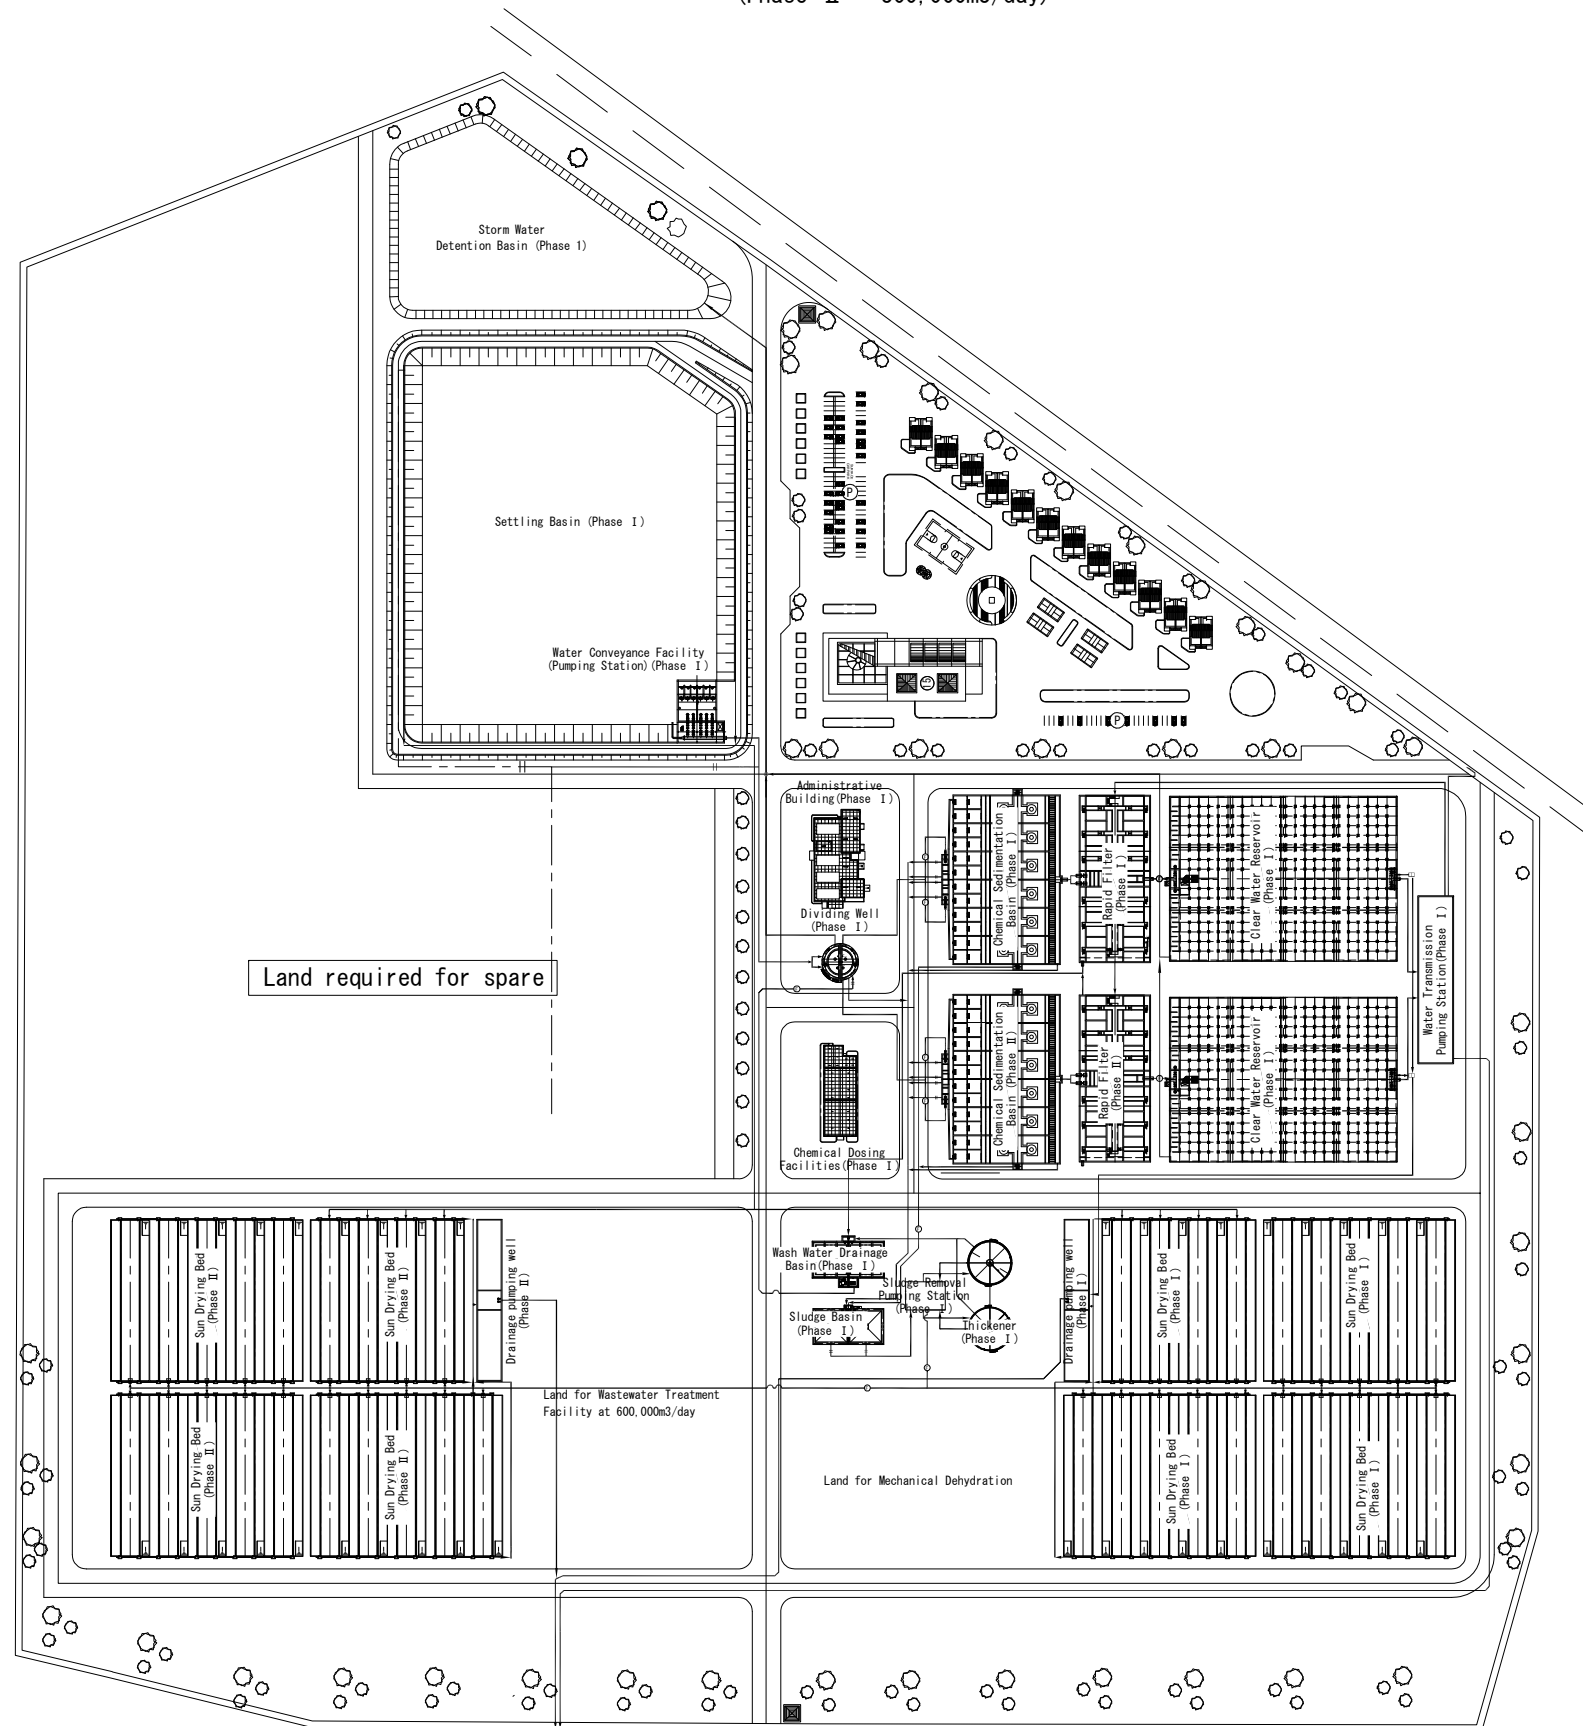 (Phase Ⅱ 300,000m3/day)
Storm Water
Detention Basin (Phase 1)
Settling Basin (Phase Ⅰ)
Water Conveyance Facility
(Pumping Station)(Phase Ⅰ)
P
15
P
Administrative
Building(Phase Ⅰ)
Dividing Well
(Phase Ⅰ)
Chemical Sedimentation
Basin (Phase Ⅰ)
Rapid Filter
(Phase Ⅰ)
Clear Water Reservoir
(Phase Ⅰ)
Water Transmission
Pumping Station(Phase Ⅰ)
Land required for spare
Chemical Sedimentation
Basin (Phase Ⅱ)
Rapid Filter
(Phase Ⅱ)
Clear Water Reservoir
(Phase Ⅰ)
Chemical Dosing
Facilities(Phase Ⅰ)
Sun Drying Bed
(Phase Ⅱ)
Sun Drying Bed
(Phase Ⅱ)
Drainage pumping well
(Phase Ⅱ)
Wash Water Drainage
Basin(Phase Ⅰ)
Sludge Removal
Pumping Station
(Phase Ⅰ)
Sludge Basin
(Phase Ⅰ)
Thickener
(Phase Ⅰ)
Drainage pumping well
(Phase Ⅰ)
Sun Drying Bed
(Phase Ⅰ)
Sun Drying Bed
(Phase Ⅰ)
Land for Wastewater Treatment
Facility at 600,000m3/day
Sun Drying Bed
(Phase Ⅱ)
Sun Drying Bed
(Phase Ⅱ)
Land for Mechanical Dehydration
Sun Drying Bed
(Phase Ⅰ)
Sun Drying Bed
(Phase Ⅰ)